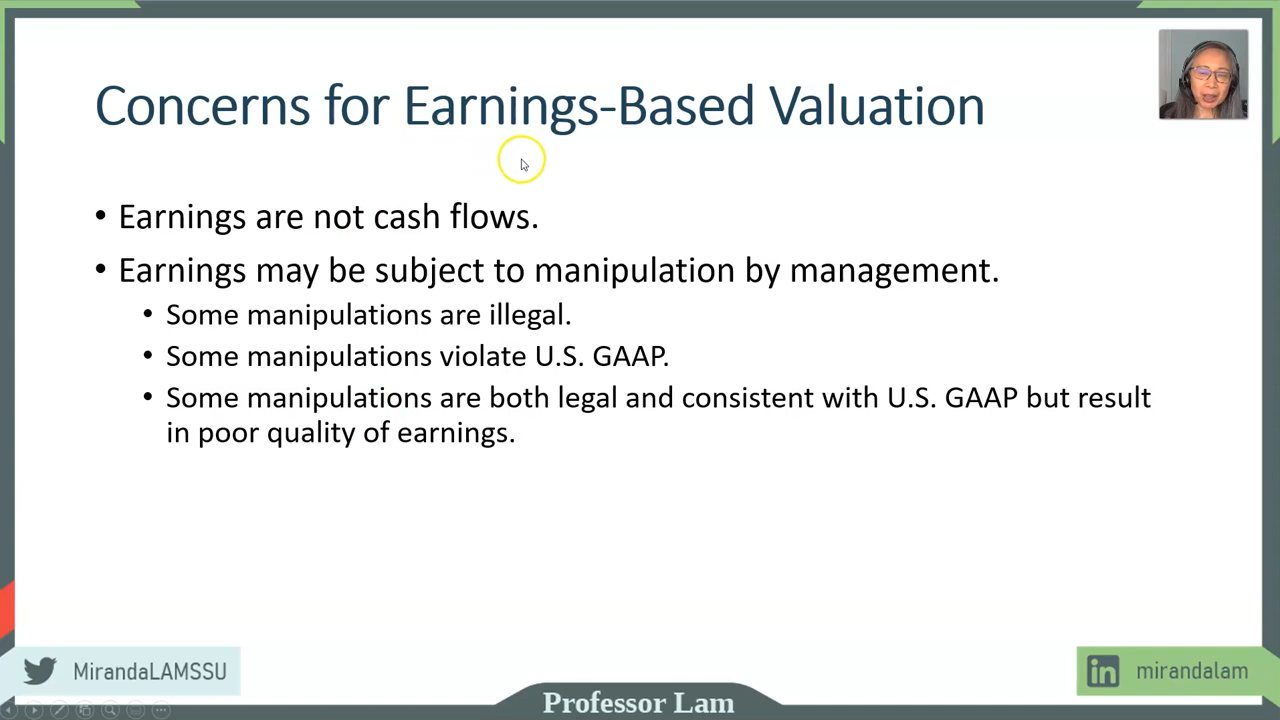 Concerns for Earnings-Based Valuation
• Earnings are not cash flows.
• Earnings may be subject to manipulation by management.
• Some manipulations are illegal.
• Some manipulations violate U.S. GAAP.
• Some manipulations are both legal and consistent with U.S. GAAP but result
in poor quality of earnings.
MirandaLAMSSU
in mirandalam
Professor Lam